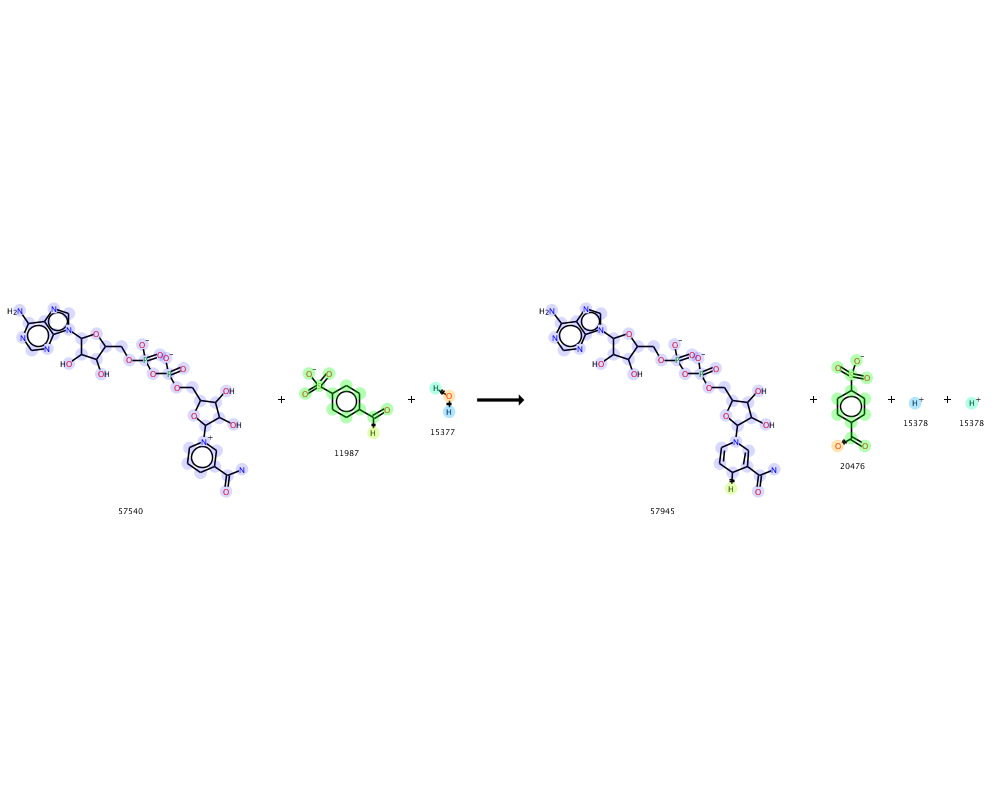 57540
+
11987
+
15377
57945
+
20476
+
15378
+
15378
H₂N N N N N O HO OH O P O⁻ O O P O⁻ O O O OH OH N⁺ N O
O⁻ O O S O H
H O H
H₂N N N N N O HO OH O P O⁻ O O P O⁻ O O O OH OH N N O H
O⁻ O O S O O
H⁺
H⁺